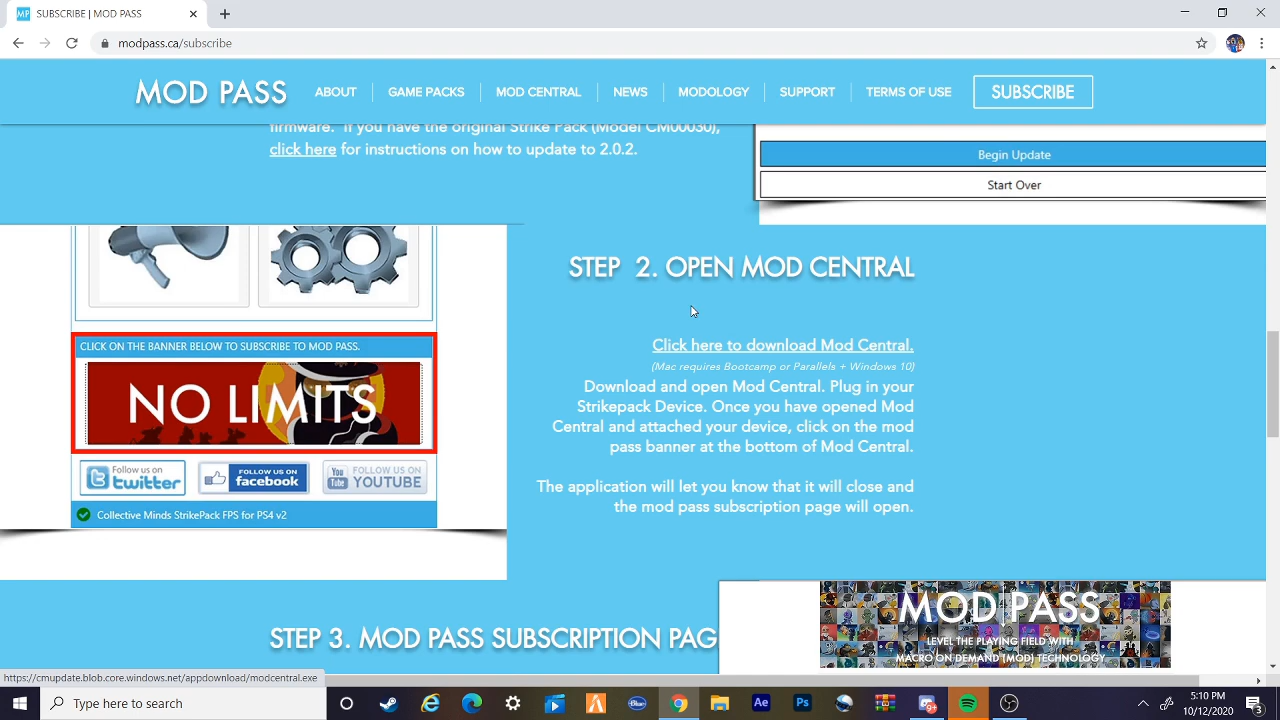 MP SUBSCRIBE | MOD PASS
modpass.ca/subscribe
MOD PASS ABOUT GAME PACKS MOD CENTRAL NEWS MODOLOGY SUPPORT TERMS OF USE SUBSCRIBE
firmware. If you have the original Strike Pack (Model CM00030),
click here for instructions on how to update to 2.0.2.
Begin Update
Start Over
STEP 2. OPEN MOD CENTRAL
CLICK ON THE BANNER BELOW TO SUBSCRIBE TO MOD PASS.
NO LIMITS
Follow us on twitter
FOLLOW US ON facebook
FOLLOW US ON YOUTUBE
You Tube
Collective Minds StrikePack FPS for PS4 v2
Click here to download Mod Central.
(Mac requires Bootcamp or Parallels + Windows 10)
Download and open Mod Central. Plug in your
Strikepack Device. Once you have opened Mod
Central and attached your device, click on the mod
pass banner at the bottom of Mod Central.
The application will let you know that it will close and
the mod pass subscription page will open.
STEP 3. MOD PASS SUBSCRIPTION PAG
MOD PASS
LEVEL THE PLAYING FIELD WITH
MACRO ON DEMAND (MOD) TECHNOLOGY
https://cmupdate.blob.core.windows.net/appdownload/modcentral.exe
Type here to search
Blue
Ae
Ps
5:10 PM
10/12/2020
3